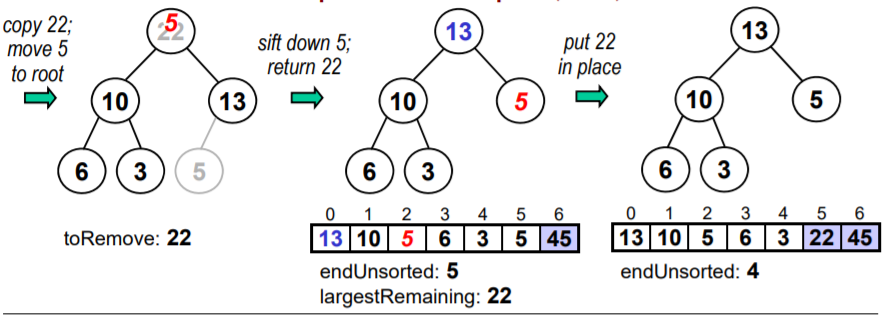 copy 22;
move 5
to root
22
5
10
13
6
3
5
toRemove: 22
sift down 5;
return 22
13
10
5
6
3
0 1 2 3 4 5 6
13 10 5 6 3 5 45
endUnsorted: 5
largestRemaining: 22
put 22
in place
13
10
5
6
3
0 1 2 3 4 5 6
13 10 5 6 3 22 45
endUnsorted: 4